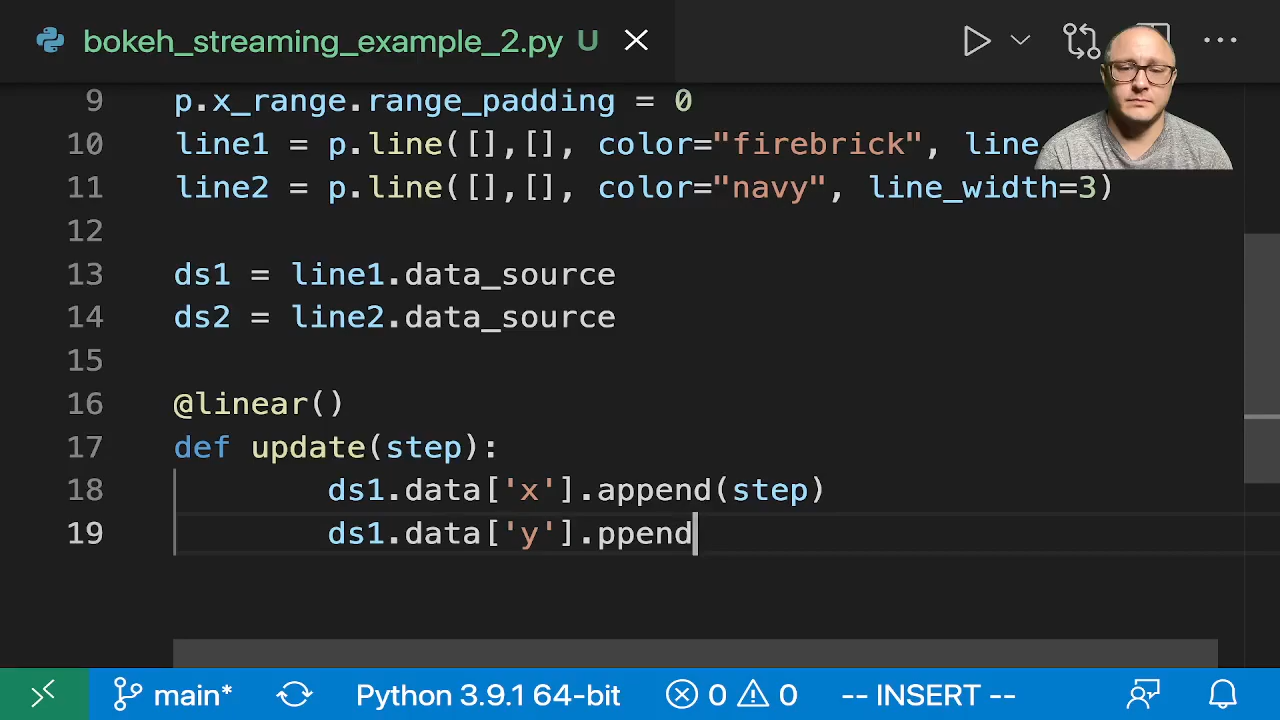 bokeh_streaming_example_2.py U
9 p.x_range.range_padding = 0
10 line1 = p.line([],[], color="firebrick", line
11 line2 = p.line([],[], color="navy", line_width=3)
12
13 ds1 = line1.data_source
14 ds2 = line2.data_source
15
16 @linear()
17 def update(step):
18 ds1.data['x'].append(step)
19 ds1.data['y'].ppend
main* Python 3.9.1 64-bit 0 0 -- INSERT --